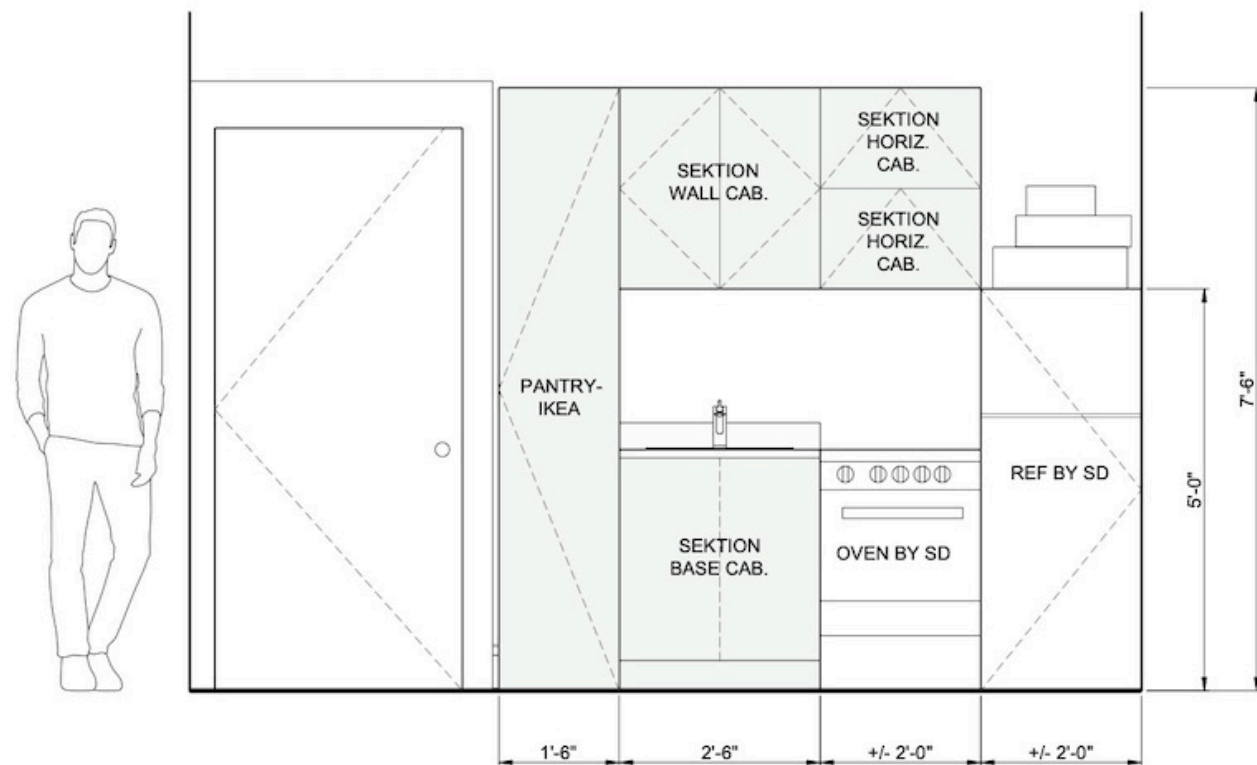 SEKTION
WALL CAB.
SEKTION
HORIZ.
CAB.
SEKTION
HORIZ.
CAB.
PANTRY-
IKEA
SEKTION
BASE CAB.
OVEN BY SD
REF BY SD
5'-0"
7'-6"
1'-6"
2'-6"
+/- 2'-0"
+/- 2'-0"